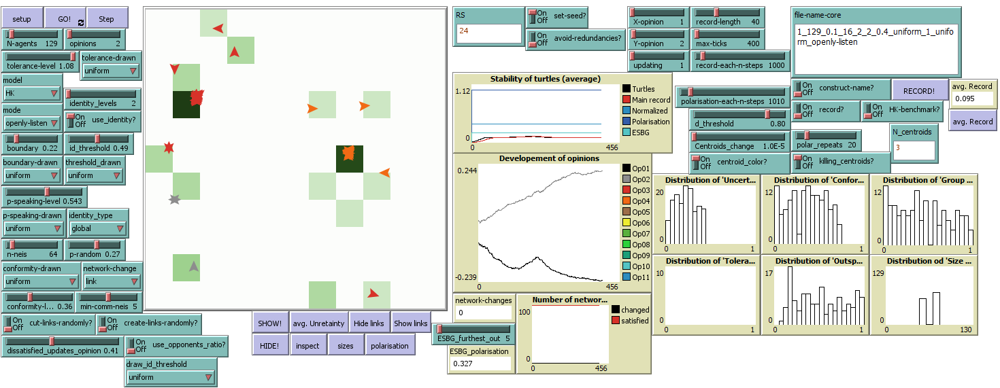 setup
GO!
Step
N-agents 129
opinions 2
tolerance-level 1.08
tolerance-drawn
uniform
model
HK
identity_levels 2
mode
openly-listen
On
Off
use_identity?
boundary 0.22
id_threshold 0.49
boundary-drawn
uniform
threshold_drawn
uniform
p-speaking-level 0.543
p-speaking-drawn
uniform
identity_type
global
n-neis 64
p-random 0.27
conformity-drawn
uniform
network-change
link
conformity-l... 0.36
min-comm-neis 5
On
Off
cut-links-randomly?
On
Off
create-links-randomly?
dissatisfied_updates_opinion 0.41
On
Off
use_opponents_ratio?
draw_id_threshold
uniform
SHOW!
avg. Unretainty
Hide links
Show links
HIDE!
inspect
sizes
polarisation
RS
24
On
Off
set-seed?
On
Off
avoid-redundancies?
X-opinion 1
record-length 40
Y-opinion 2
max-ticks 400
updating 1
record-each-n-steps 1000
file-name-core
1_129_0.1_16_2_2_0.4_uniform_1_unifo
rm_openly-listen
Stability of turtles (average)
1.12
0
0
456
Turtles
Main record
Normalized
Polarisation
ESBG
polarisation-each-n-steps 1010
On
Off
construct-name?
RECORD!
avg. Record
0.095
d_threshold 0.80
On
Off
record?
On
Off
HK-benchmark?
avg. Record
Centroids_change 1.0E-5
polar_repeats 20
N_centroids
3
On
Off
centroid_color?
On
Off
killing_centroids?
Developement of opinions
0.244
-0.239
0
456
Op01
Op02
Op03
Op04
Op05
Op06
Op07
Op08
Op09
Op10
Op11
Distribution of 'Uncert...
20
0
0
1
Distribution of 'Confor...
13
0
0
1
Distribution of 'Group ...
12
0
0
1
Distribution of 'Tolera...
10
0
0
1
Distribution of 'Outsp...
17
0
0
1
Distribution od 'Size ...
129
0
0
130
network-changes
0
ESBG_furthest_out 5
ESBG_polarisation
0.327
Number of networ...
100
0
0
456
changed
satisfied